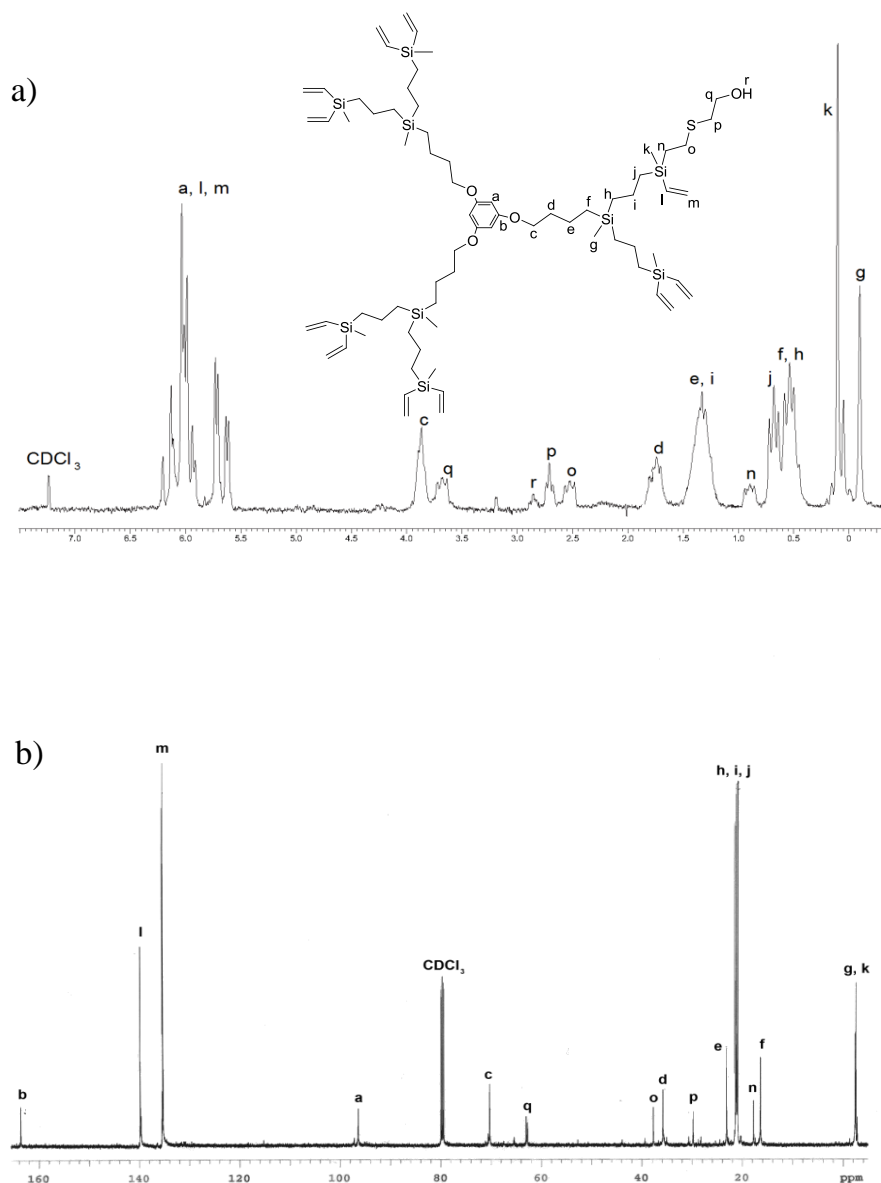 a)
Si
Si
Si
Si
r
OH
q
S
p
k
n
o
j
Si
l
m
h
i
f
Si
g
Si
O
a
b
O
c
d
e
O
Si
Si
Si
a, l, m
CDCl3
c
q
r
p
o
d
e, i
n
j
f, h
k
g
7.0 6.5 6.0 5.5 5.0 4.5 4.0 3.5 3.0 2.5 2.0 1.5 1.0 0.5 0
b)
b
l
m
a
CDCl3
c
q
o
d
p
e
h, i, j
n
f
g, k
160 140 120 100 80 60 40 20 ppm